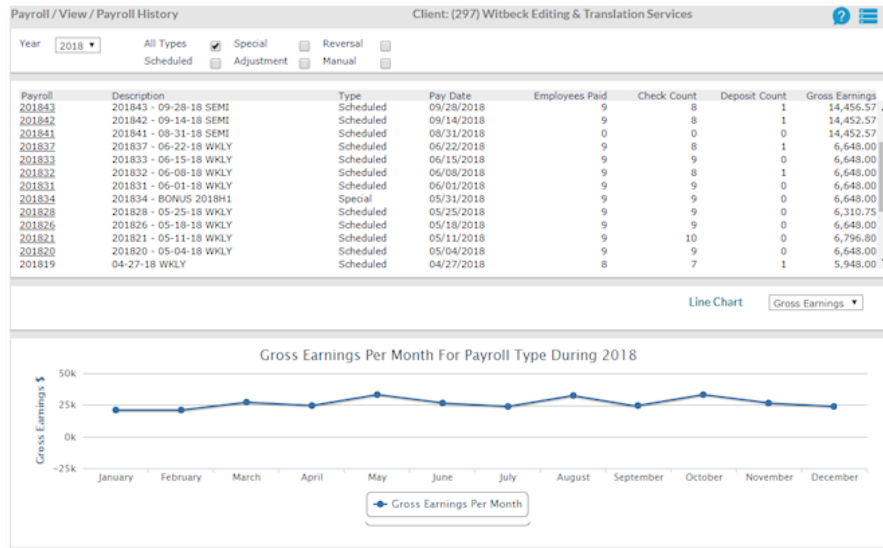 Payroll / View / Payroll History Client: (297) Witbeck Editing & Translation Services ?
Year 2018 All Types Special Reversal
Scheduled Adjustment Manual
Payroll Description Type Pay Date Employees Paid Check Count Deposit Count Gross Earnings
201843 201843 - 09-28-18 SEMI Scheduled 09/28/2018 9 8 1 14,456.57
201842 201842 - 09-14-18 SEMI Scheduled 09/14/2018 9 8 1 14,452.57
201841 201841 - 08-31-18 SEMI Scheduled 08/31/2018 0 0 0 14,452.57
201837 201837 - 06-22-18 WKLY Scheduled 06/22/2018 9 8 1 6,648.00
201833 201833 - 06-15-18 WKLY Scheduled 06/15/2018 9 9 0 6,648.00
201832 201832 - 06-08-18 WKLY Scheduled 06/08/2018 9 8 1 6,648.00
201831 201831 - 06-01-18 WKLY Scheduled 06/01/2018 9 9 0 6,648.00
201834 201834 - BONUS 2018H1 Special 05/31/2018 9 9 0 6,648.00
201828 201828 - 05-25-18 WKLY Scheduled 05/25/2018 9 9 0 6,310.75
201826 201826 - 05-18-18 WKLY Scheduled 05/18/2018 9 9 0 6,648.00
201821 201821 - 05-11-18 WKLY Scheduled 05/11/2018 9 10 0 6,796.80
201820 201820 - 05-04-18 WKLY Scheduled 05/04/2018 9 9 0 6,648.00
201819 04-27-18 WKLY Scheduled 04/27/2018 8 7 1 5,948.00
Line Chart Gross Earnings
Gross Earnings Per Month For Payroll Type During 2018
Gross Earnings $
50k
25k
0k
-25k
January February March April May June July August September October November December
Gross Earnings Per Month